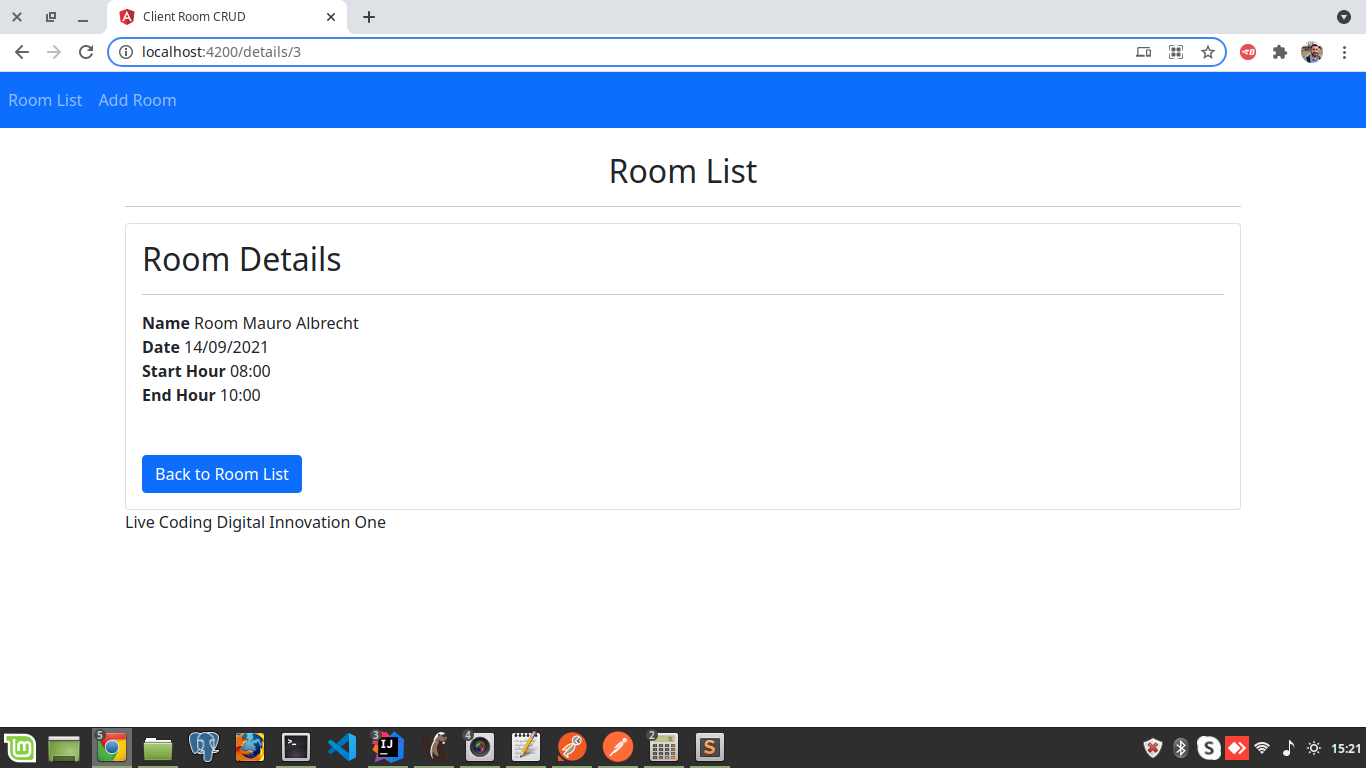 Client Room CRUD
localhost:4200/details/3
Room List Add Room
Room List
Room Details
Name Room Mauro Albrecht
Date 14/09/2021
Start Hour 08:00
End Hour 10:00
Back to Room List
Live Coding Digital Innovation One
5 3 4 2 15:21